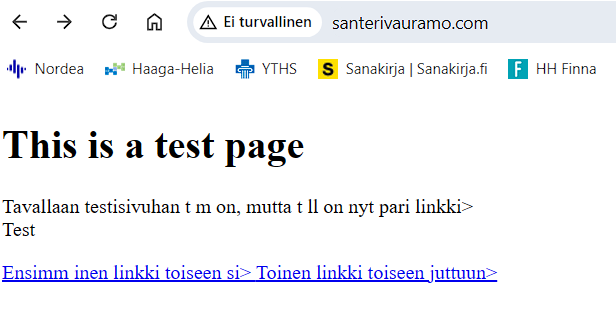 Ei turvallinen santerivauramo.com
Nordea Haaga-Helia YTHS S Sanakirja | Sanakirja.fi F HH Finna
This is a test page
Tavallaan testisivuhan t m on, mutta t ll on nyt pari linkki>
Test
Ensimm inen linkki toiseen si> Toinen linkki toiseen juttuun>